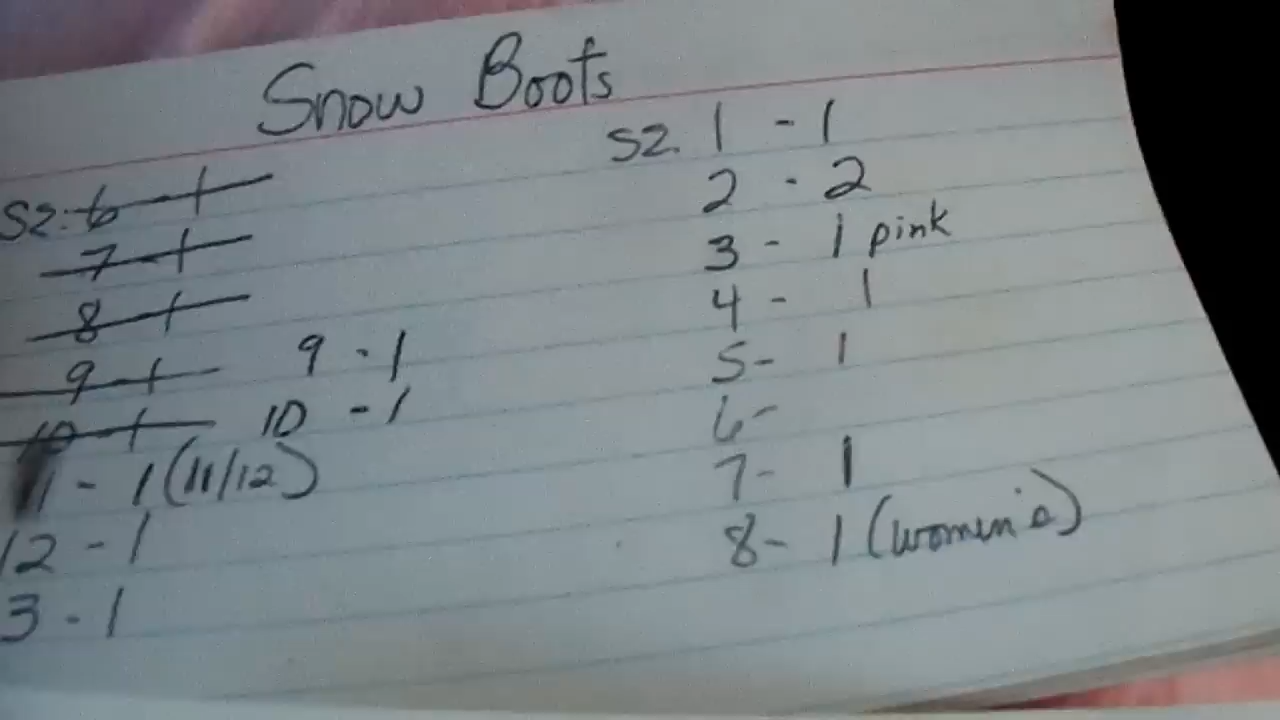 Snow Boots
sz. 6 - 1
7 - 1
8 - 1
9 - 1 9 - 1
10 - 1 10 - 1
11 - 1 (11/12)
12 - 1
3 - 1
sz. 1 - 1
2 - 2
3 - 1 pink
4 - 1
5 - 1
6 -
7 - 1
8 - 1 (women's)